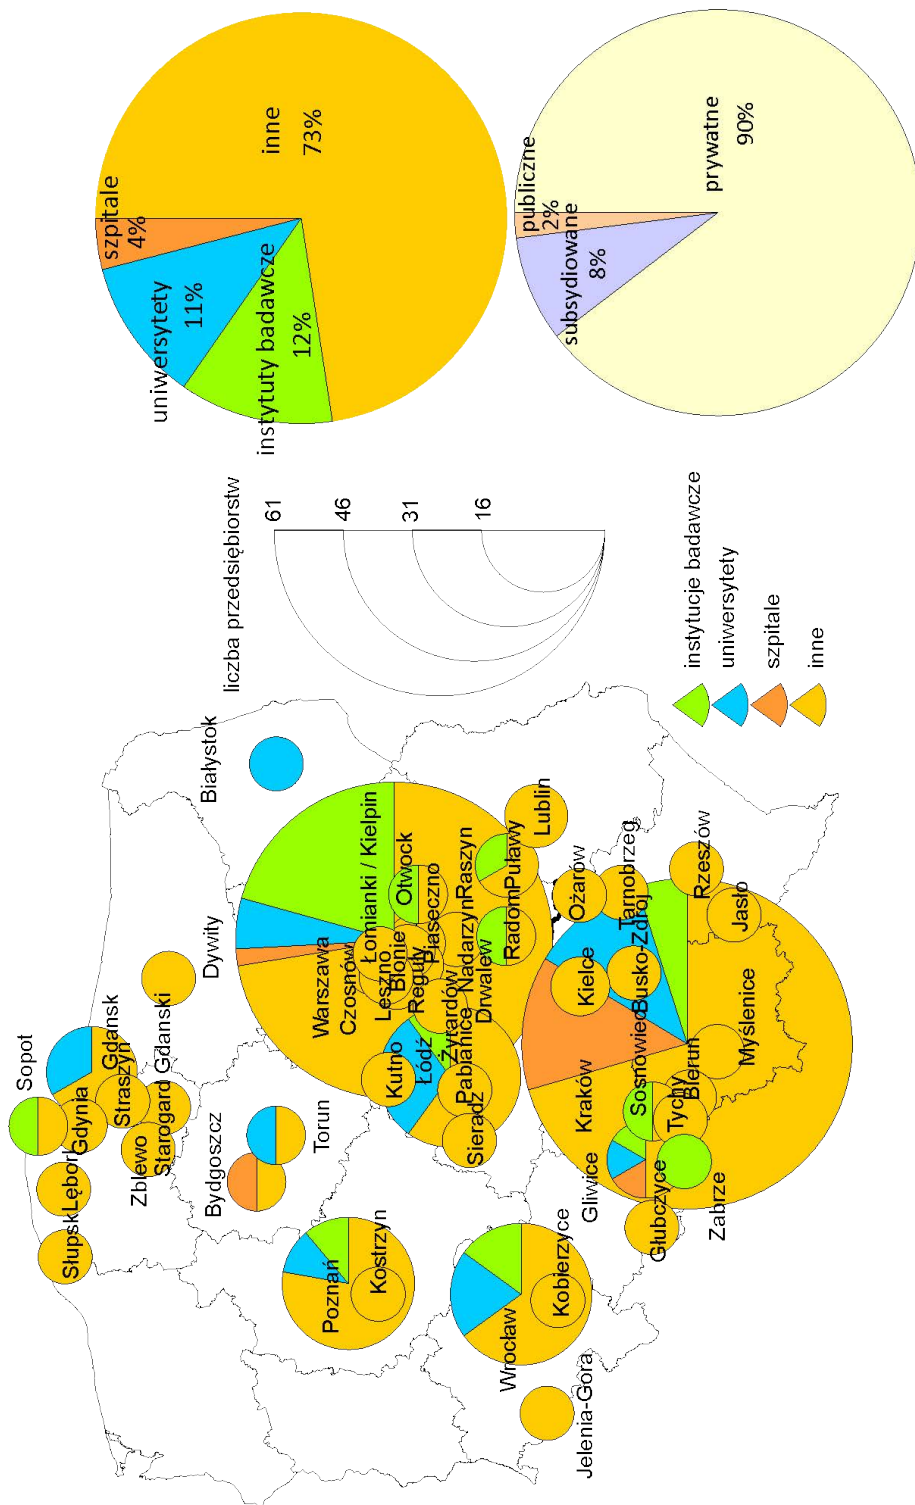 Sopot
Gdansk
Gdynia
Straszyn
Lębork
Słupsk
Starogard Gdanski
Zblewo
Dywity
Białystok
Bydgoszcz
Torun
Poznań
Kostrzyn
Warszawa
Czosnów
Łomianki / Kielpin
Leszno
Błonie
Otwock
Reguły
Piaseczno
Nadarzyn
Raszyn
Żyrardów
Drwalew
Kutno
Łódź
Pabianice
Sieradz
Radom
Puławy
Lublin
Wrocław
Kobierzyce
Jelenia-Gora
Ożarów
Tarnobrzeg
Kielce
Busko-Zdroj
Rzeszów
Jasło
Kraków
Myślenice
Sosnowiec
Bierun
Tychy
Gliwice
Zabrze
Głubczyce
liczba przedsiębiorstw
61
46
31
16
instytucje badawcze
uniwersytety
szpitale
inne
szpitale
4%
uniwersytety
11%
instytuty badawcze
12%
inne
73%
publiczne
2%
subsydiowane
8%
prywatne
90%